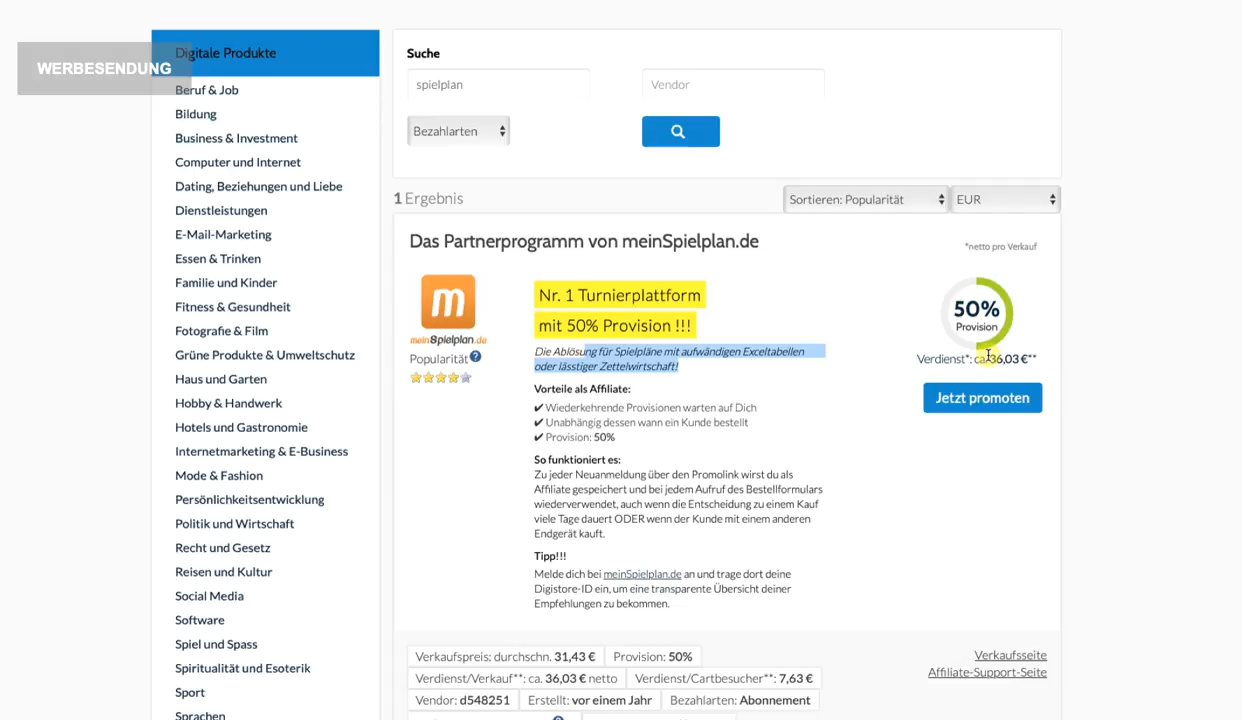 WERBESENDUNG
Digitale Produkte
Beruf & Job
Bildung
Business & Investment
Computer und Internet
Dating, Beziehungen und Liebe
Dienstleistungen
E-Mail-Marketing
Essen & Trinken
Familie und Kinder
Fitness & Gesundheit
Fotografie & Film
Grüne Produkte & Umweltschutz
Haus und Garten
Hobby & Handwerk
Hotels und Gastronomie
Internetmarketing & E-Business
Mode & Fashion
Persönlichkeitsentwicklung
Politik und Wirtschaft
Recht und Gesetz
Reisen und Kultur
Social Media
Software
Spiel und Spass
Spiritualität und Esoterik
Sport
Sprachen
Suche
spielplan
Vendor
Bezahlarten
1 Ergebnis
Sortieren: Popularität
EUR
Das Partnerprogramm von meinSpielplan.de
*netto pro Verkauf
m
meinSpielplan.de
Popularität
Nr. 1 Turnierplattform
mit 50% Provision !!!
Die Ablösung für Spielpläne mit aufwändigen Exceltabellen
oder lässtiger Zettelwirtschaft!
Vorteile als Affiliate:
✔ Wiederkehrende Provisionen warten auf Dich
✔ Unabhängig dessen wann ein Kunde bestellt
✔ Provision: 50%
So funktioniert es:
Zu jeder Neuanmeldung über den Promolink wirst du als
Affiliate gespeichert und bei jedem Aufruf des Bestellformulars
wiederverwendet, auch wenn die Entscheidung zu einem Kauf
viele Tage dauert ODER wenn der Kunde mit einem anderen
Endgerät kauft.
Tipp!!!
Melde dich bei meinSpielplan.de an und trage dort deine
Digistore-ID ein, um eine transparente Übersicht deiner
Empfehlungen zu bekommen.
50%
Provision
Verdienst*: ca. 36,03 €**
Jetzt promoten
Verkaufspreis: durchschn. 31,43 € Provision: 50%
Verdienst/Verkauf**: ca. 36,03 € netto Verdienst/Cartbesucher**: 7,63 €
Vendor: d548251 Erstellt: vor einem Jahr Bezahlarten: Abonnement
Verkaufsseite
Affiliate-Support-Seite